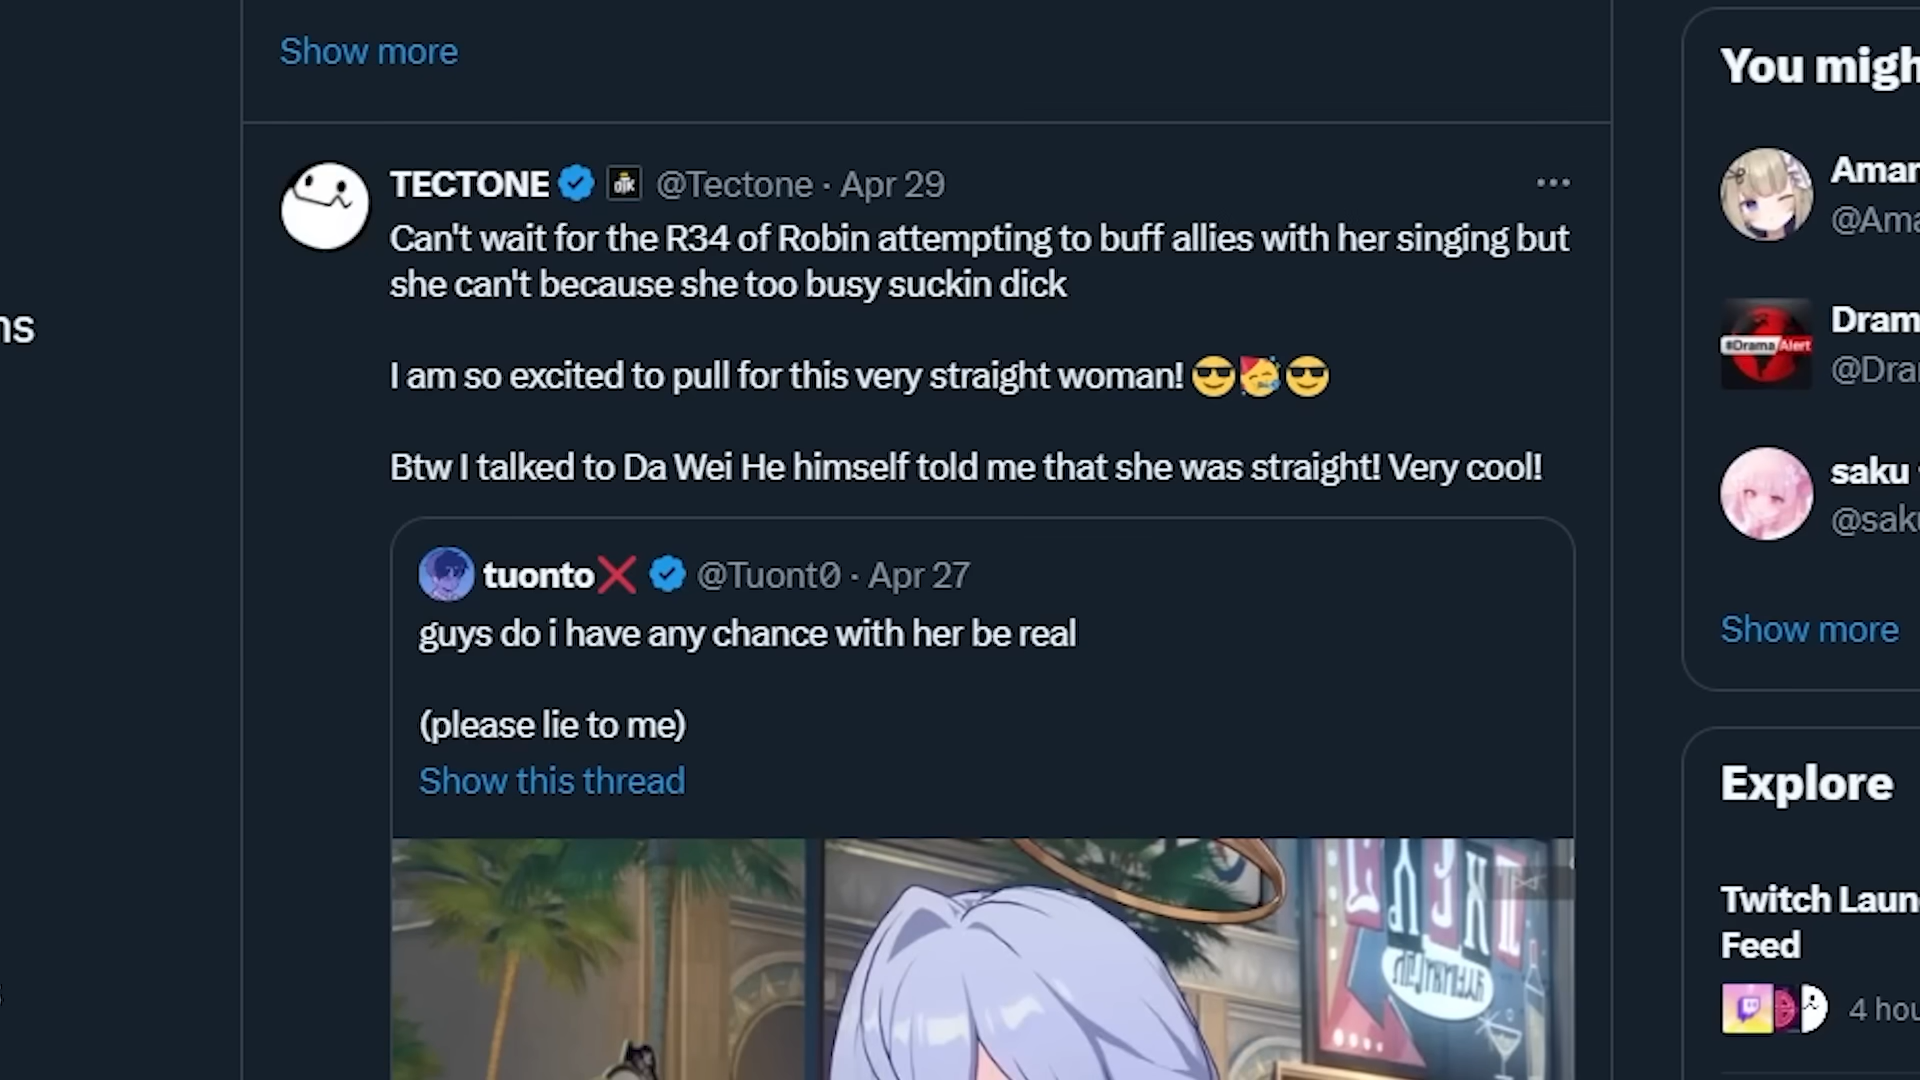 Show more
TECTONE @Tectone · Apr 29
Can't wait for the R34 of Robin attempting to buff allies with her singing but
she can't because she too busy suckin dick
I am so excited to pull for this very straight woman! 😎🥳😎
Btw I talked to Da Wei He himself told me that she was straight! Very cool!
tuonto❌ @Tuont0 · Apr 27
guys do i have any chance with her be real
(please lie to me)
Show this thread
ns
You migh
Amar
@Ama
Dram
@Drar
#DramaAlert
saku
@saku
Show more
Explore
Twitch Laun
Feed
4 hou